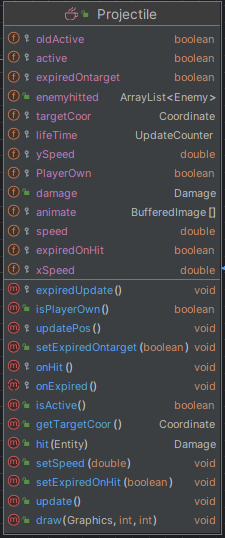 Projectile
oldActive boolean
active boolean
expiredOntarget boolean
enemyhitted ArrayList<Enemy>
targetCoor Coordinate
lifeTime UpdateCounter
ySpeed double
PlayerOwn boolean
damage Damage
animate BufferedImage[]
speed double
expiredOnHit boolean
xSpeed double
expiredUpdate() void
isPlayerOwn() boolean
updatePos() void
setExpiredOntarget(boolean) void
onHit() void
onExpired() void
isActive() boolean
getTargetCoor() Coordinate
hit(Entity) Damage
setSpeed(double) void
setExpiredOnHit(boolean) void
update() void
draw(Graphics, int, int) void